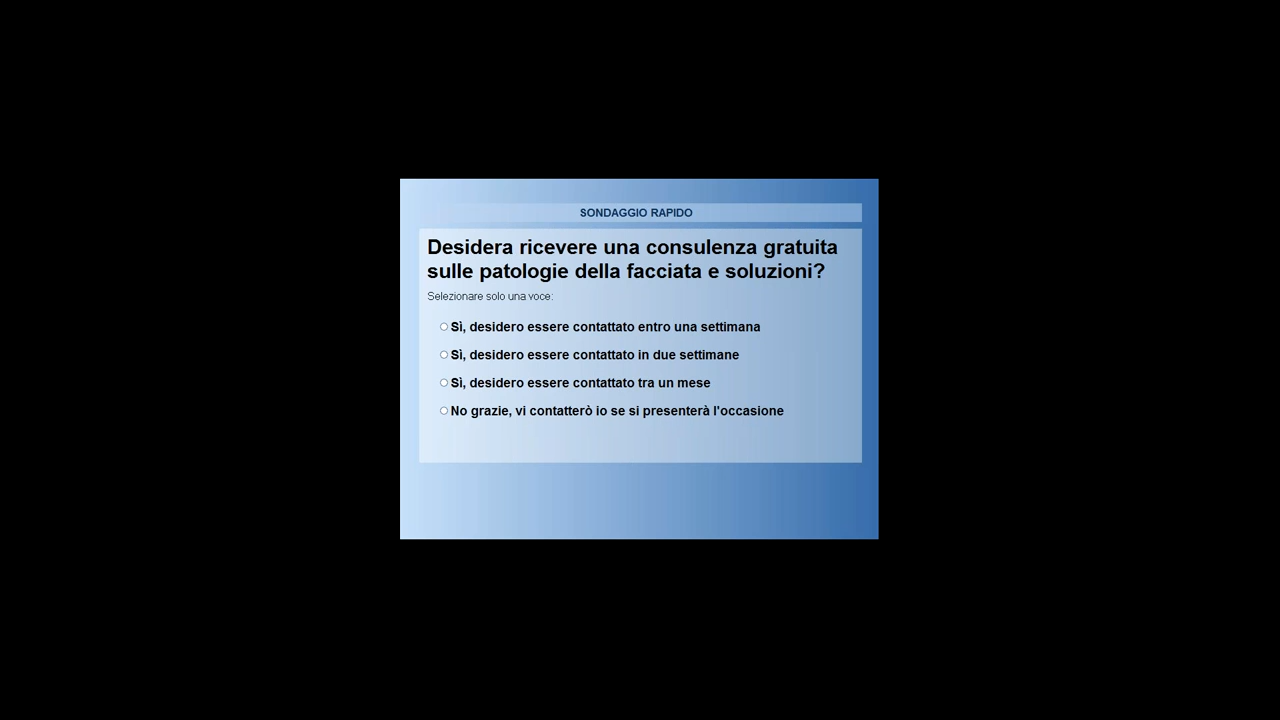 SONDAGGIO RAPIDO
Desidera ricevere una consulenza gratuita
sulle patologie della facciata e soluzioni?
Selezionare solo una voce:
Sì, desidero essere contattato entro una settimana
Sì, desidero essere contattato in due settimane
Sì, desidero essere contattato tra un mese
No grazie, vi contatterò io se si presenterà l'occasione